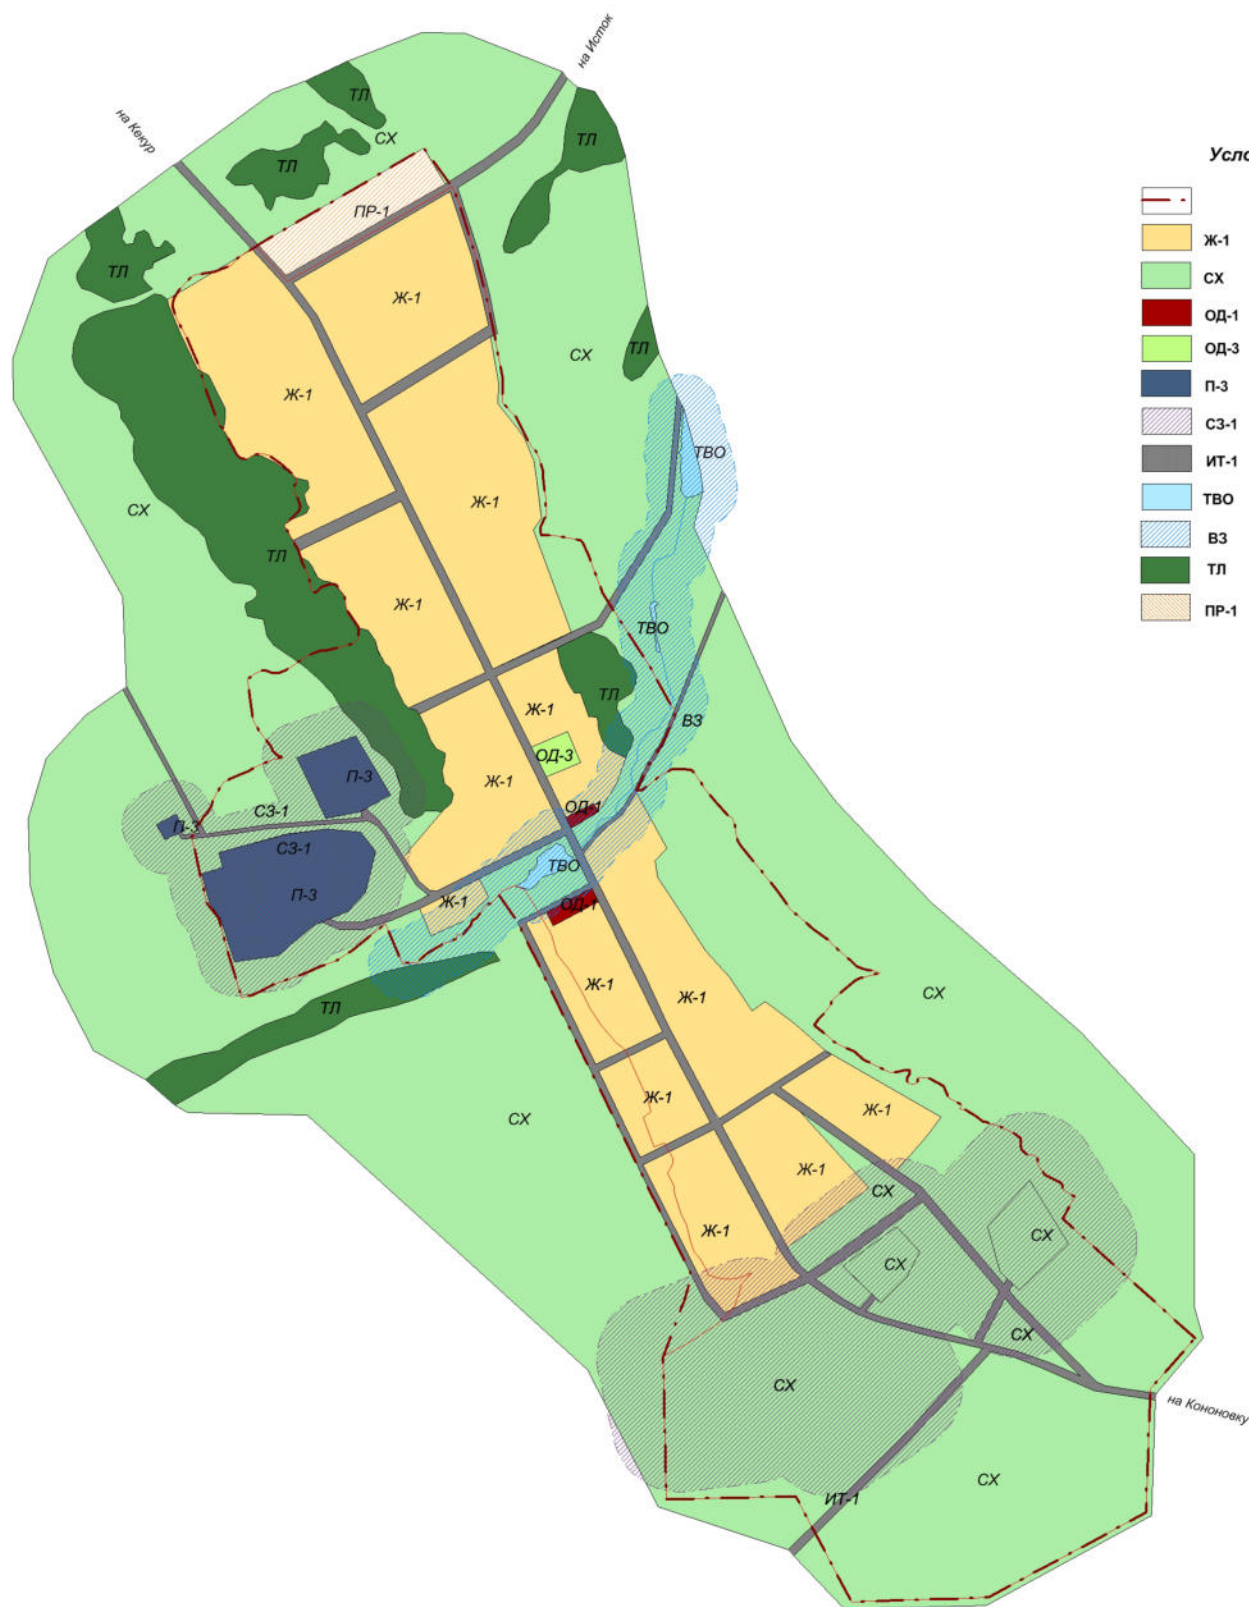 на Исток
ТЛ
на Кекур
СХ
ТЛ
ТЛ
Усло
ТЛ
ПР-1
ТЛ
Ж-1
СХ
ТЛ
Ж-1
ТВО
Ж-1
СХ
ТЛ
Ж-1
ТВО
ТЛ
Ж-1
ВЗ
ОД-3
П-3
Ж-1
СЗ-1
ОД-1
П-3
СЗ-1
ТВО
П-3
Ж-1
ОД-1
Ж-1
Ж-1
СХ
ТЛ
Ж-1
СХ
Ж-1
Ж-1
СХ
Ж-1
СХ
СХ
СХ
СХ
на Кононовку
СХ
ИТ-1
Ж-1
СХ
ОД-1
ОД-3
П-3
СЗ-1
ИТ-1
ТВО
ВЗ
ТЛ
ПР-1
СХ